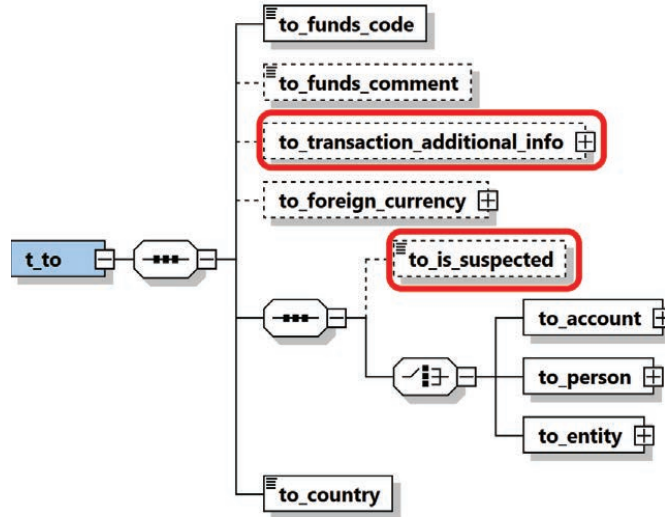 to_funds_code
to_funds_comment
to_transaction_additional_info
to_foreign_currency
t_to
to_is_suspected
to_account
to_person
to_entity
to_country